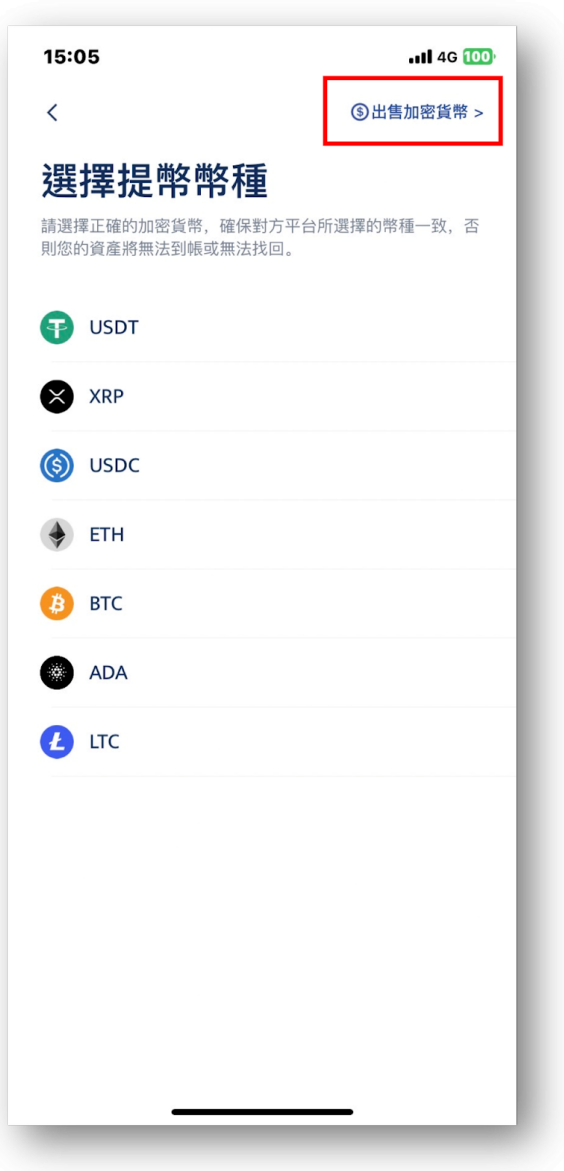 15:05
4G 100
出售加密貨幣 >
選擇提幣幣種
請選擇正確的加密貨幣，確保對方平台所選擇的幣種一致，否
則您的資產將無法到帳或無法找回。
USDT
XRP
USDC
ETH
BTC
ADA
LTC